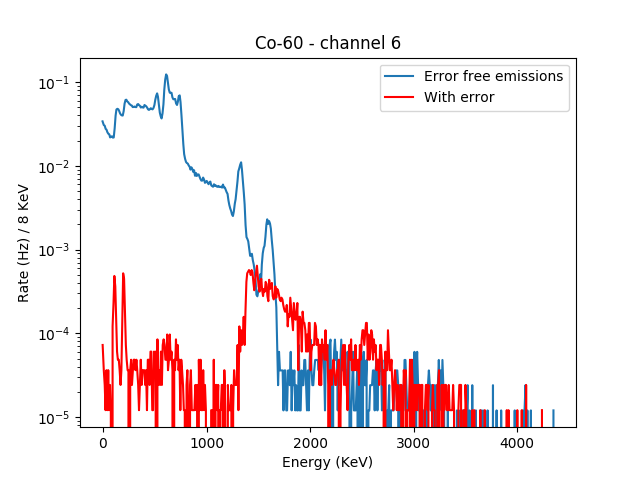 Co-60 - channel 6
Error free emissions
With error
Rate (Hz) / 8 KeV
10⁻¹
10⁻²
10⁻³
10⁻⁴
10⁻⁵
0 1000 2000 3000 4000
Energy (KeV)